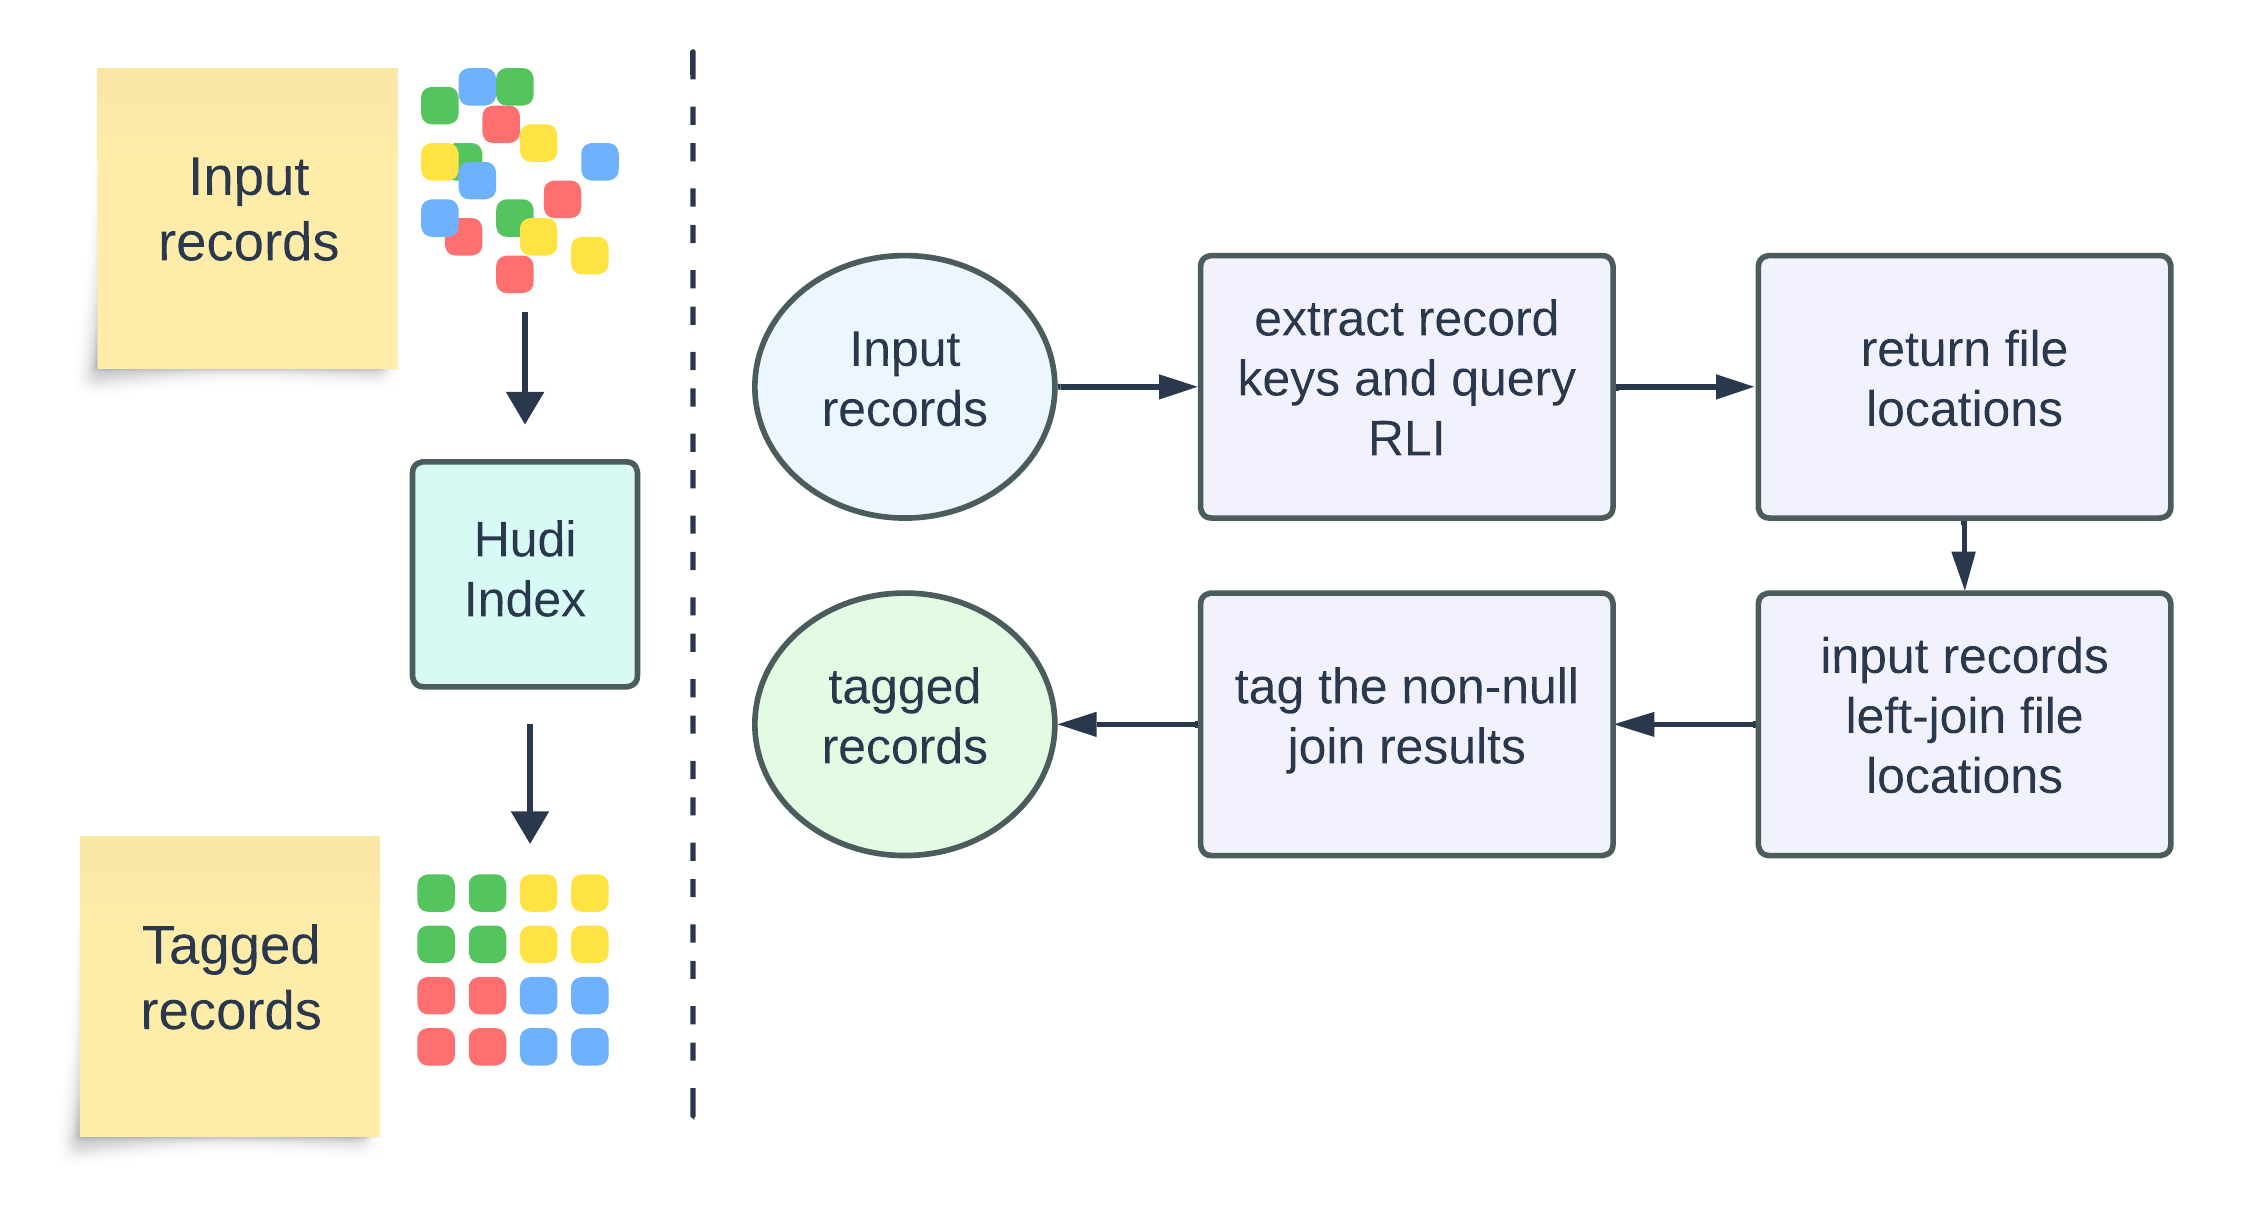 Input
records
Hudi
Index
Tagged
records
Input
records
extract record
keys and query
RLI
return file
locations
input records
left-join file
locations
tag the non-null
join results
tagged
records